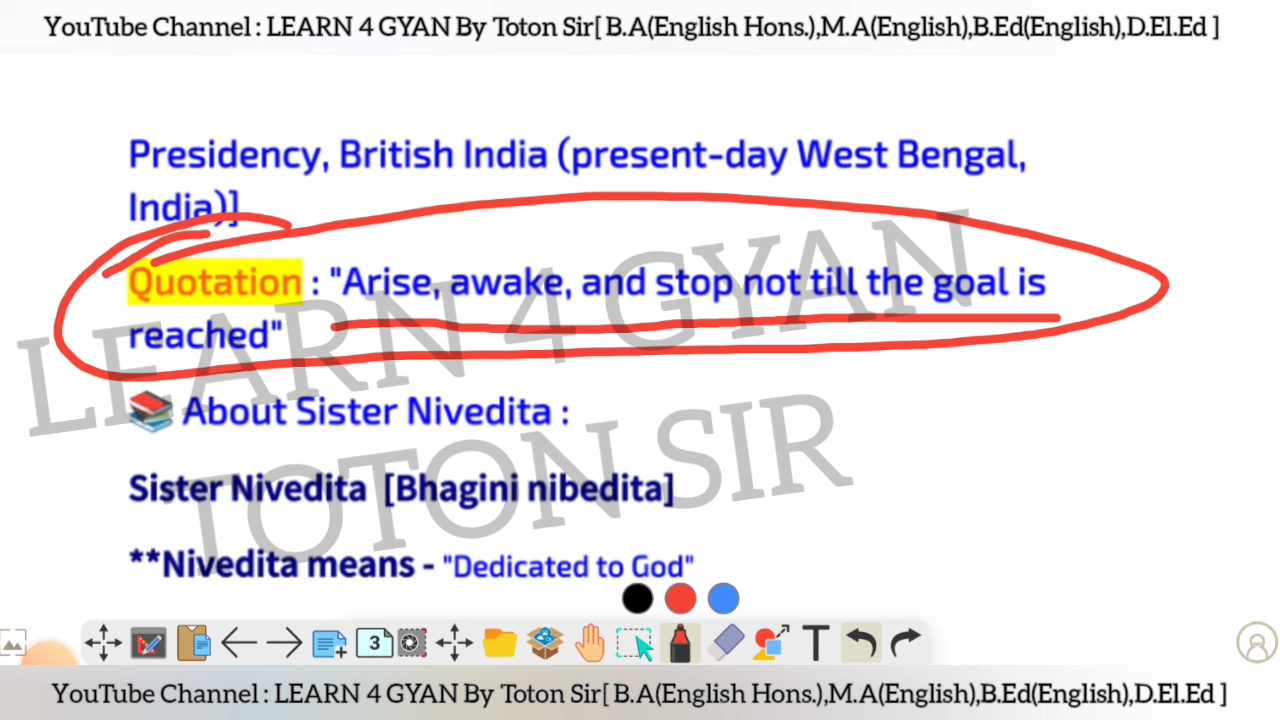 YouTube Channel : LEARN 4 GYAN By Toton Sir[ B.A(English Hons.),M.A(English),B.Ed(English),D.El.Ed ]
Presidency, British India (present-day West Bengal,
India)]
Quotation : "Arise, awake, and stop not till the goal is
reached"
📚 About Sister Nivedita :
Sister Nivedita [Bhagini nibedita]
**Nivedita means - "Dedicated to God"
LEARN 4 GYAN
TOTON SIR
3
T
YouTube Channel : LEARN 4 GYAN By Toton Sir[ B.A(English Hons.),M.A(English),B.Ed(English),D.El.Ed ]